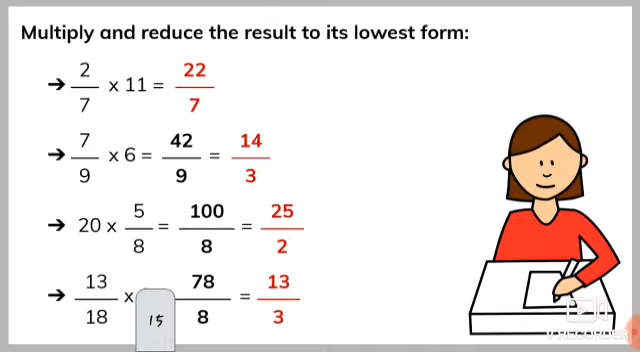 Multiply and reduce the result to its lowest form:
➔ 2/7 x 11 = 22/7
➔ 7/9 x 6 = 42/9 = 14/3
➔ 20 x 5/8 = 100/8 = 25/2
➔ 13/18 x 15 78/8 = 13/3
V RECORDER